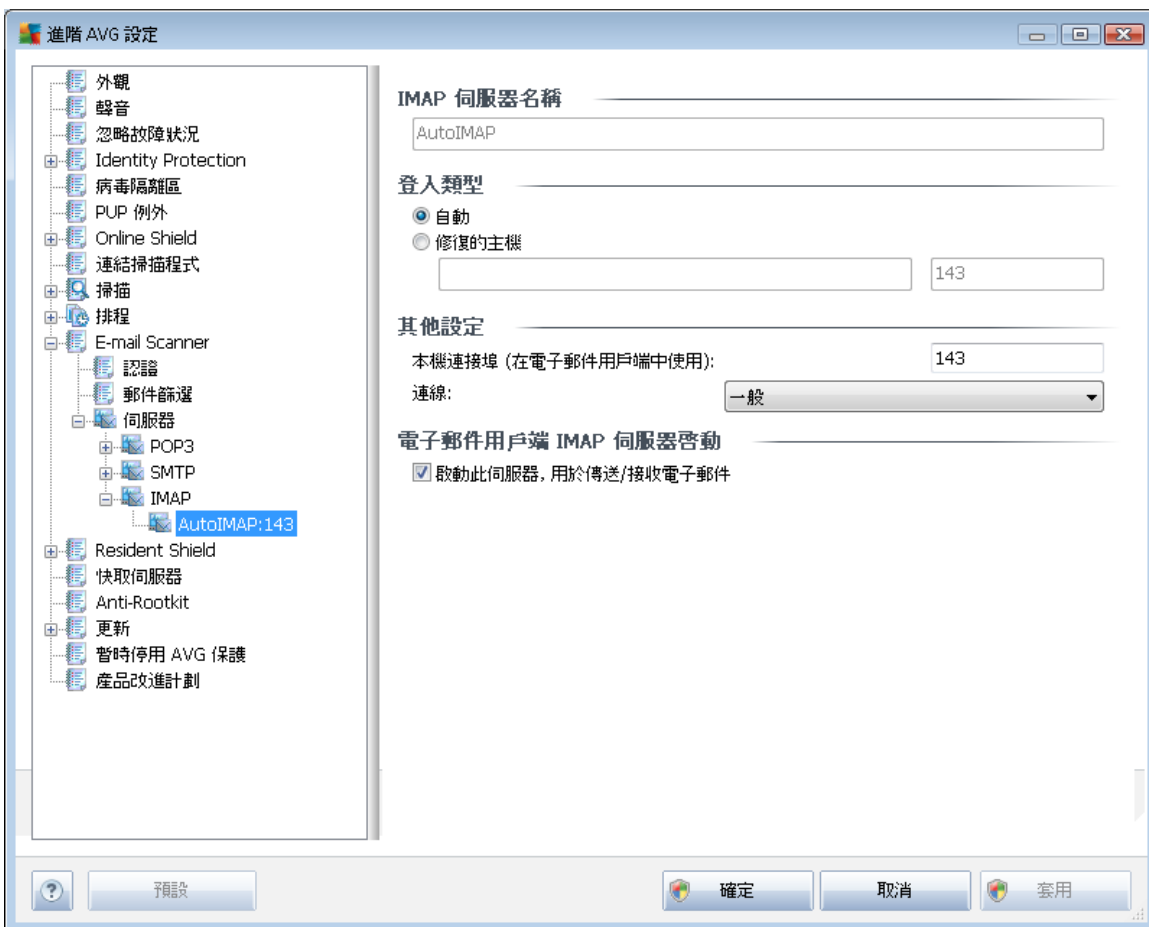 進階 AVG 設定
外觀
聲音
忽略故障狀況
Identity Protection
病毒隔離區
PUP 例外
Online Shield
連結掃描程式
掃描
排程
E-mail Scanner
認證
郵件篩選
伺服器
POP3
SMTP
IMAP
AutoIMAP:143
Resident Shield
快取伺服器
Anti-Rootkit
更新
暫時停用 AVG 保護
產品改進計劃
IMAP 伺服器名稱
AutoIMAP
登入類型
自動
修復的主機
143
其他設定
本機連接埠 (在電子郵件用戶端中使用): 143
連線: 一般
電子郵件用戶端 IMAP 伺服器啓動
啟動此伺服器, 用於傳送/接收電子郵件
? 預設 確定 取消 套用